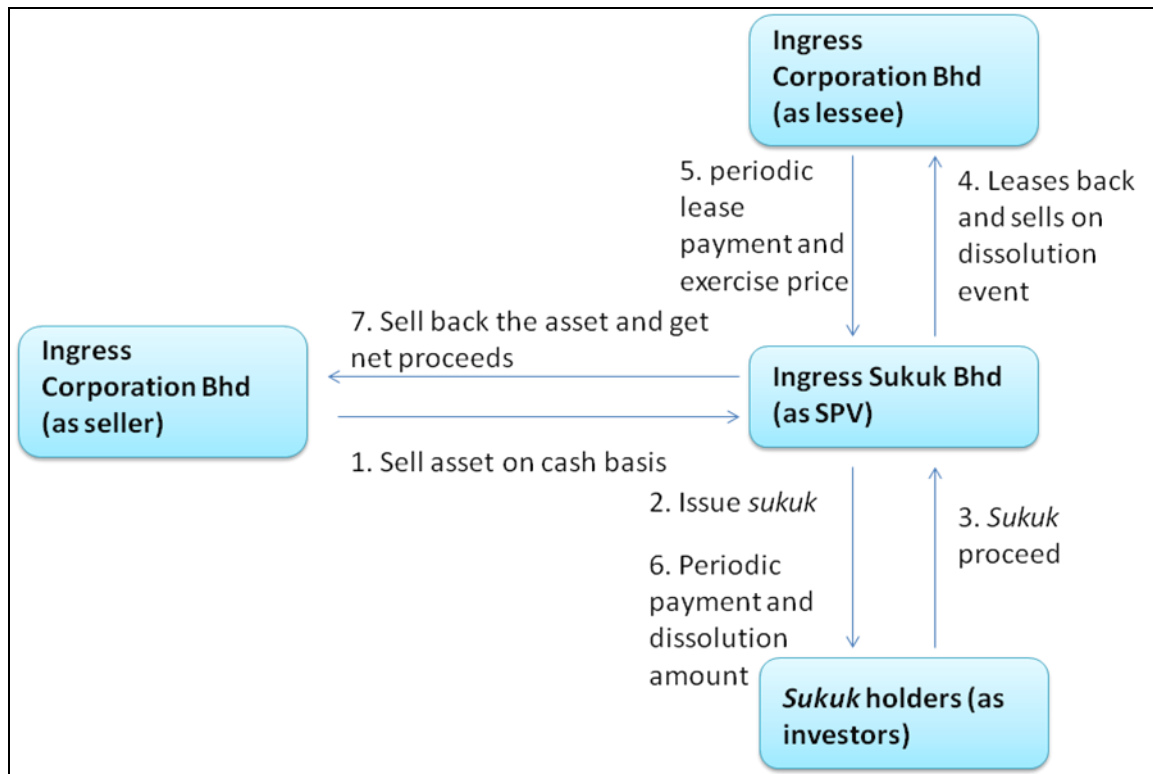 Ingress
Corporation Bhd
(as lessee)
5. periodic
lease
payment and
exercise price
4. Leases back
and sells on
dissolution
event
7. Sell back the asset and get
net proceeds
Ingress
Corporation Bhd
(as seller)
Ingress Sukuk Bhd
(as SPV)
1. Sell asset on cash basis
2. Issue sukuk
3. Sukuk
proceed
6. Periodic
payment and
dissolution
amount
Sukuk holders (as
investors)